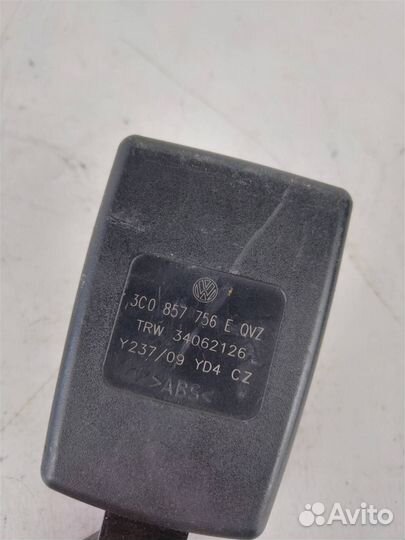 3C0 857 756 E QVZ
TRW 34062126
Y237/09 YD4 CZ
>ABS<
Avito